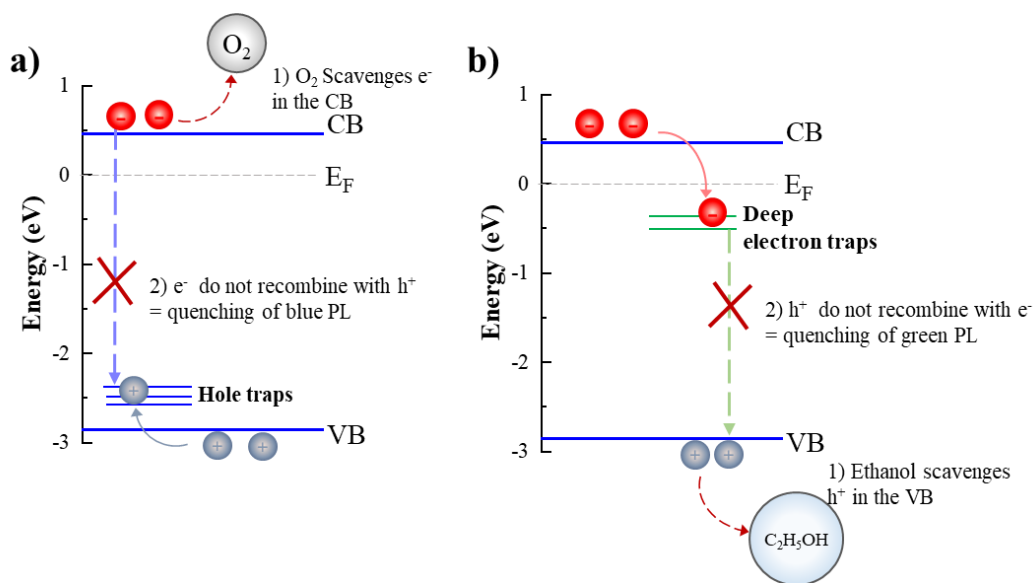 a)
O₂
1) O₂ Scavenges e⁻
in the CB
1
CB
0
E_F
Energy (eV)
-1
2) e⁻ do not recombine with h⁺
= quenching of blue PL
-2
Hole traps
-3
VB
b)
1
CB
0
E_F
Deep
electron traps
Energy (eV)
-1
2) h⁺ do not recombine with e⁻
= quenching of green PL
-2
-3
VB
1) Ethanol scavenges
h⁺ in the VB
C₂H₅OH